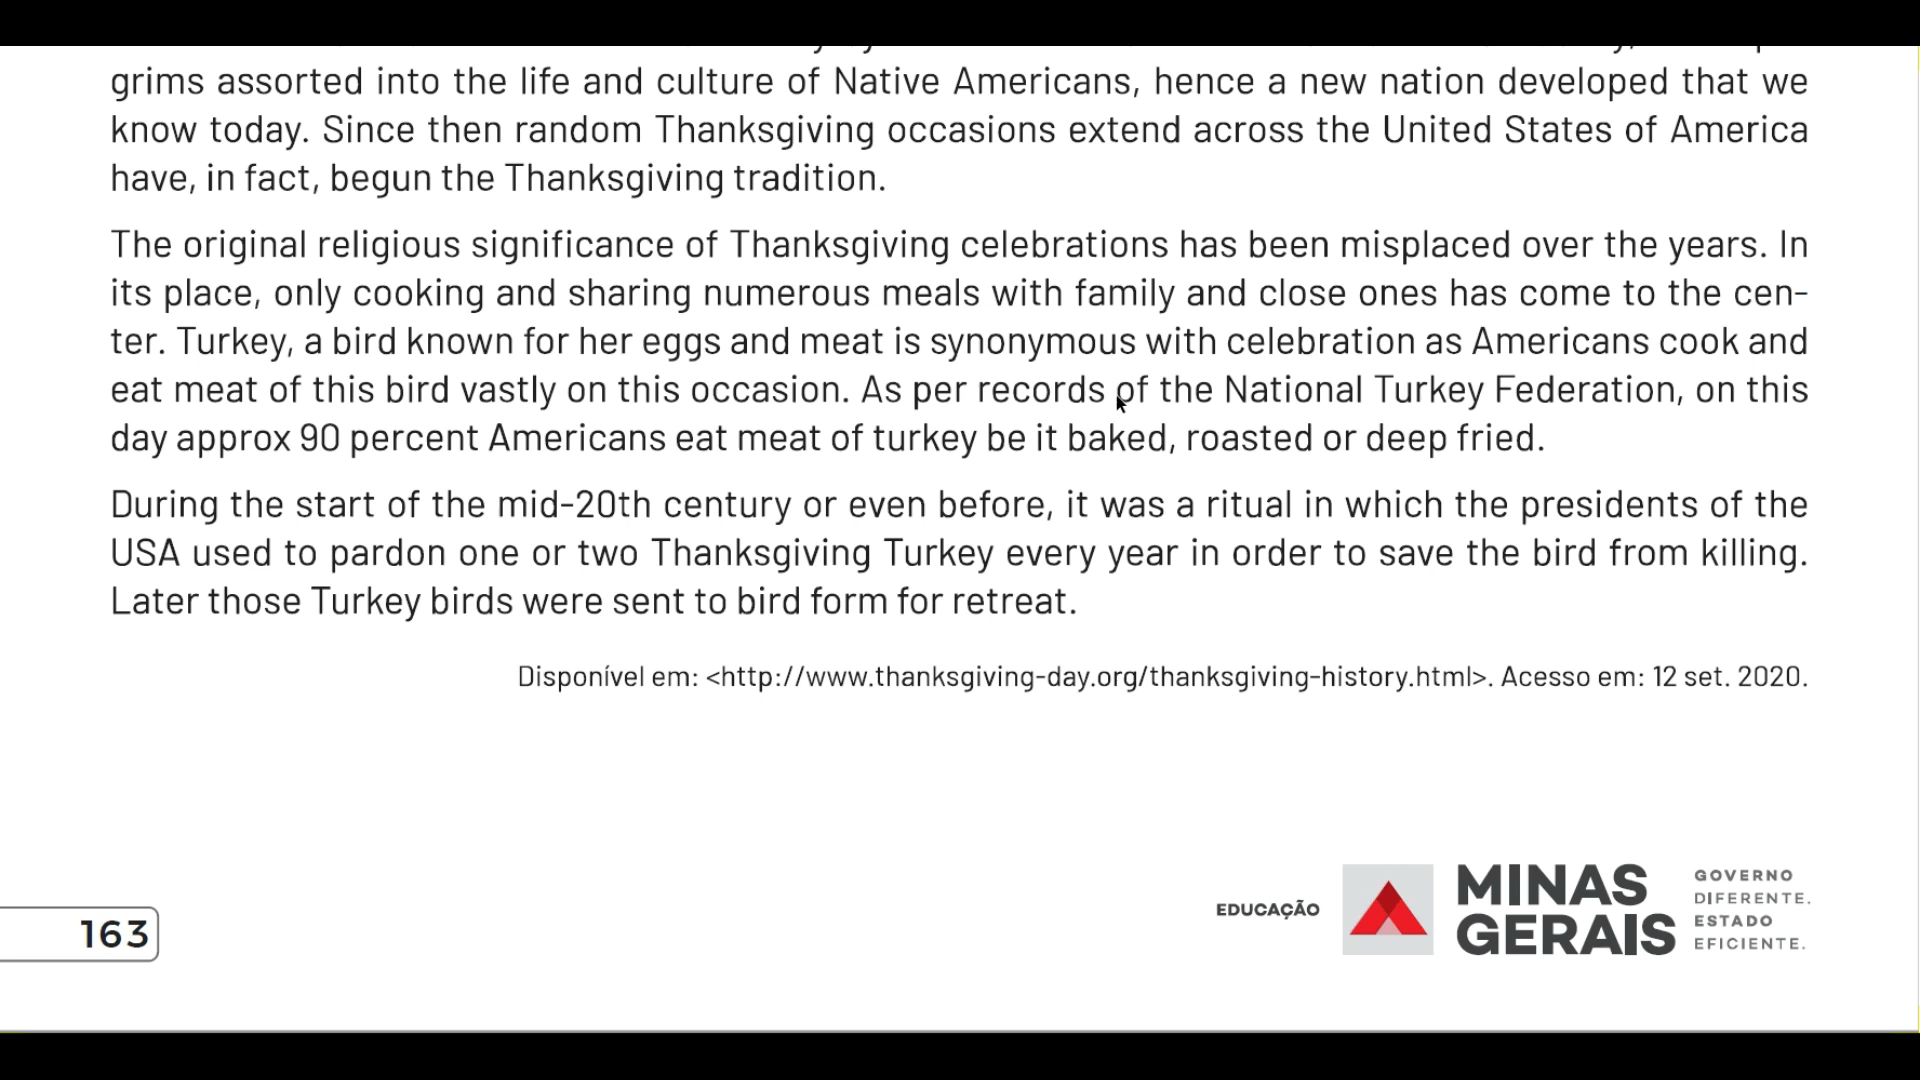 grims assorted into the life and culture of Native Americans, hence a new nation developed that we
know today. Since then random Thanksgiving occasions extend across the United States of America
have, in fact, begun the Thanksgiving tradition.
The original religious significance of Thanksgiving celebrations has been misplaced over the years. In
its place, only cooking and sharing numerous meals with family and close ones has come to the cen-
ter. Turkey, a bird known for her eggs and meat is synonymous with celebration as Americans cook and
eat meat of this bird vastly on this occasion. As per records of the National Turkey Federation, on this
day approx 90 percent Americans eat meat of turkey be it baked, roasted or deep fried.
During the start of the mid-20th century or even before, it was a ritual in which the presidents of the
USA used to pardon one or two Thanksgiving Turkey every year in order to save the bird from killing.
Later those Turkey birds were sent to bird form for retreat.
Disponível em: <http://www.thanksgiving-day.org/thanksgiving-history.html>. Acesso em: 12 set. 2020.
163
EDUCAÇÃO
MINAS
GERAIS
GOVERNO
DIFERENTE.
ESTADO
EFICIENTE.